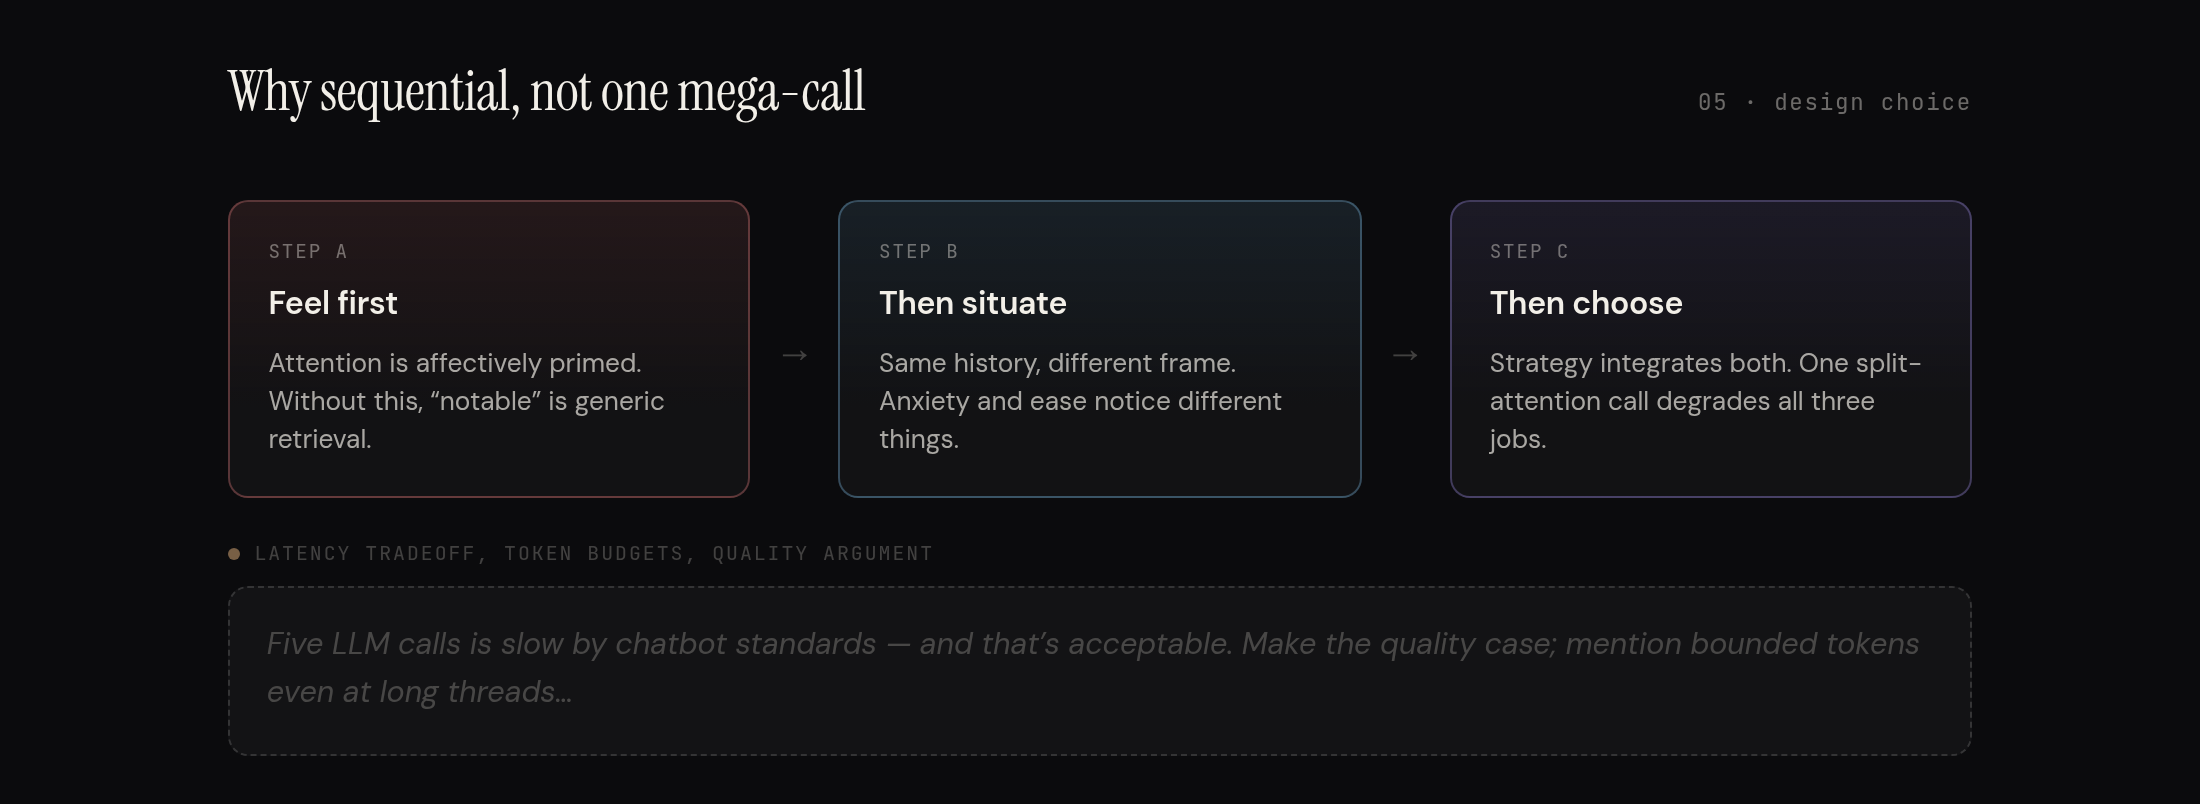 Why sequential, not one mega-call
05 · design choice
STEP A
Feel first
Attention is affectively primed.
Without this, “notable” is generic
retrieval.
→
STEP B
Then situate
Same history, different frame.
Anxiety and ease notice different
things.
→
STEP C
Then choose
Strategy integrates both. One split-
attention call degrades all three
jobs.
LATENCY TRADEOFF, TOKEN BUDGETS, QUALITY ARGUMENT
Five LLM calls is slow by chatbot standards — and that’s acceptable. Make the quality case; mention bounded tokens
even at long threads…